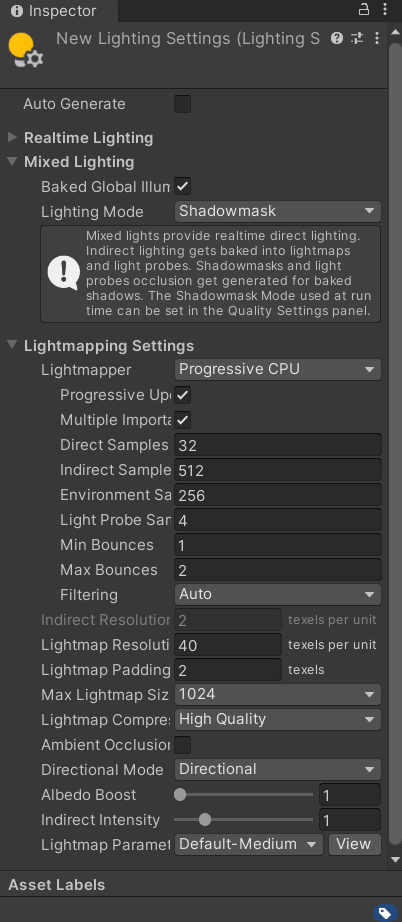 Inspector
New Lighting Settings (Lighting S
Auto Generate
Realtime Lighting
Mixed Lighting
Baked Global Illum
Lighting Mode Shadowmask
Mixed lights provide realtime direct lighting.
Indirect lighting gets baked into lightmaps
and light probes. Shadowmasks and light
probes occlusion get generated for baked
shadows. The Shadowmask Mode used at run
time can be set in the Quality Settings panel.
Lightmapping Settings
Lightmapper Progressive CPU
Progressive Upd
Multiple Importa
Direct Samples 32
Indirect Sample 512
Environment Sa 256
Light Probe Sam 4
Min Bounces 1
Max Bounces 2
Filtering Auto
Indirect Resolution 2 texels per unit
Lightmap Resoluti 40 texels per unit
Lightmap Padding 2 texels
Max Lightmap Siz 1024
Lightmap Compres High Quality
Ambient Occlusion
Directional Mode Directional
Albedo Boost 1
Indirect Intensity 1
Lightmap Paramet Default-Medium View
Asset Labels